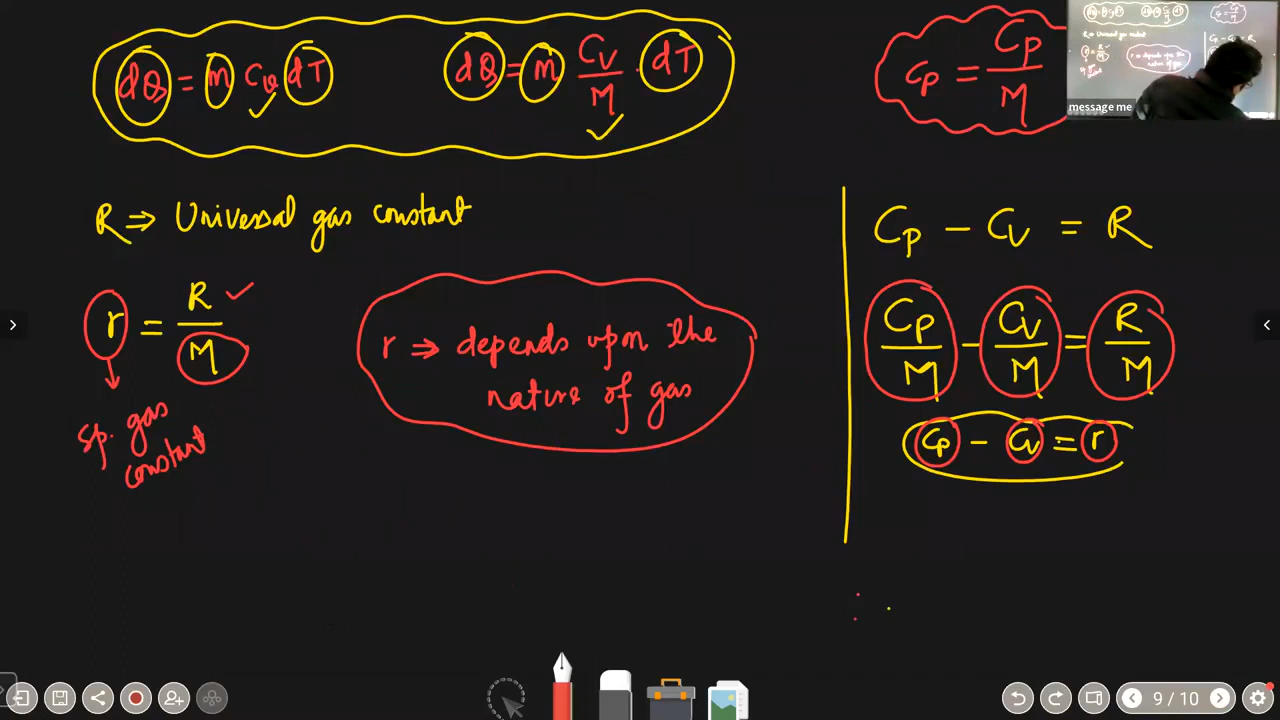 dQ = m cv dT
dQ = m Cv/M . dT
cp = Cp/M
message me
R ⇒ Universal gas constant
r = R/M
sp. gas
constant
r ⇒ depends upon the
nature of gas
Cp − Cv = R
Cp/M − Cv/M = R/M
cp − cv = r
9 / 10